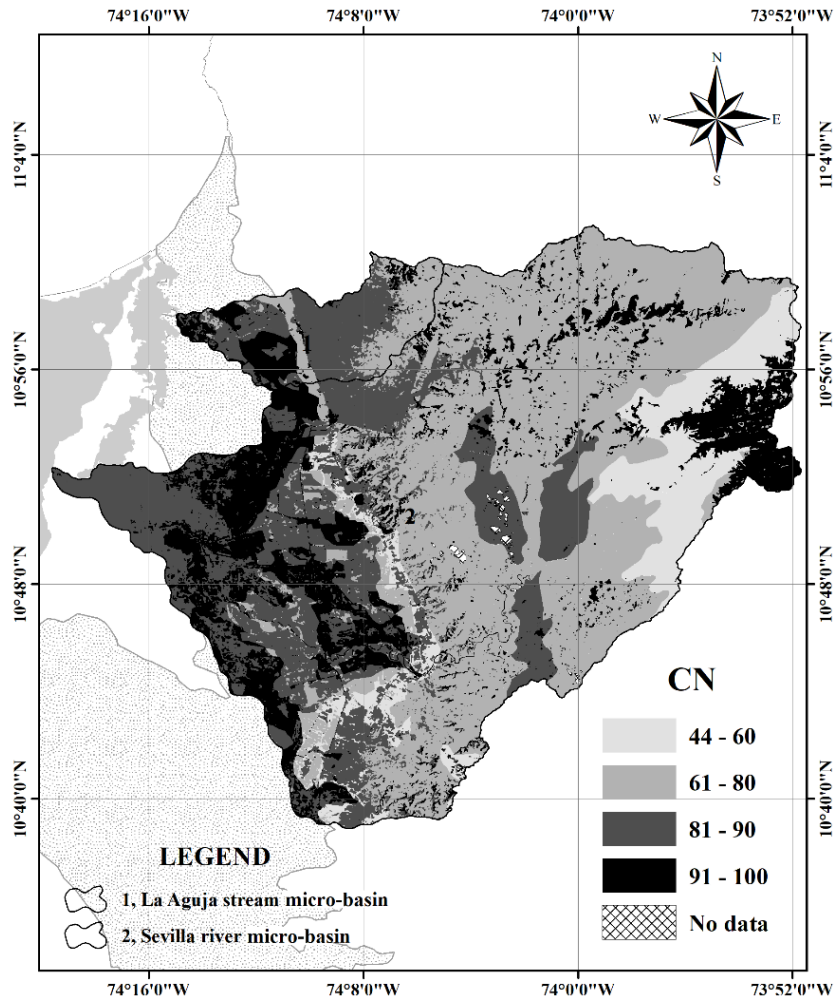 74°16'0"W 74°8'0"W 74°0'0"W 73°52'0"W
N
W E
S
11°4'0"N 11°4'0"N
10°56'0"N 10°56'0"N
10°48'0"N 10°48'0"N
10°40'0"N 10°40'0"N
1
2
CN
44 - 60
61 - 80
81 - 90
91 - 100
No data
LEGEND
1, La Aguja stream micro-basin
2, Sevilla river micro-basin
74°16'0"W 74°8'0"W 74°0'0"W 73°52'0"W